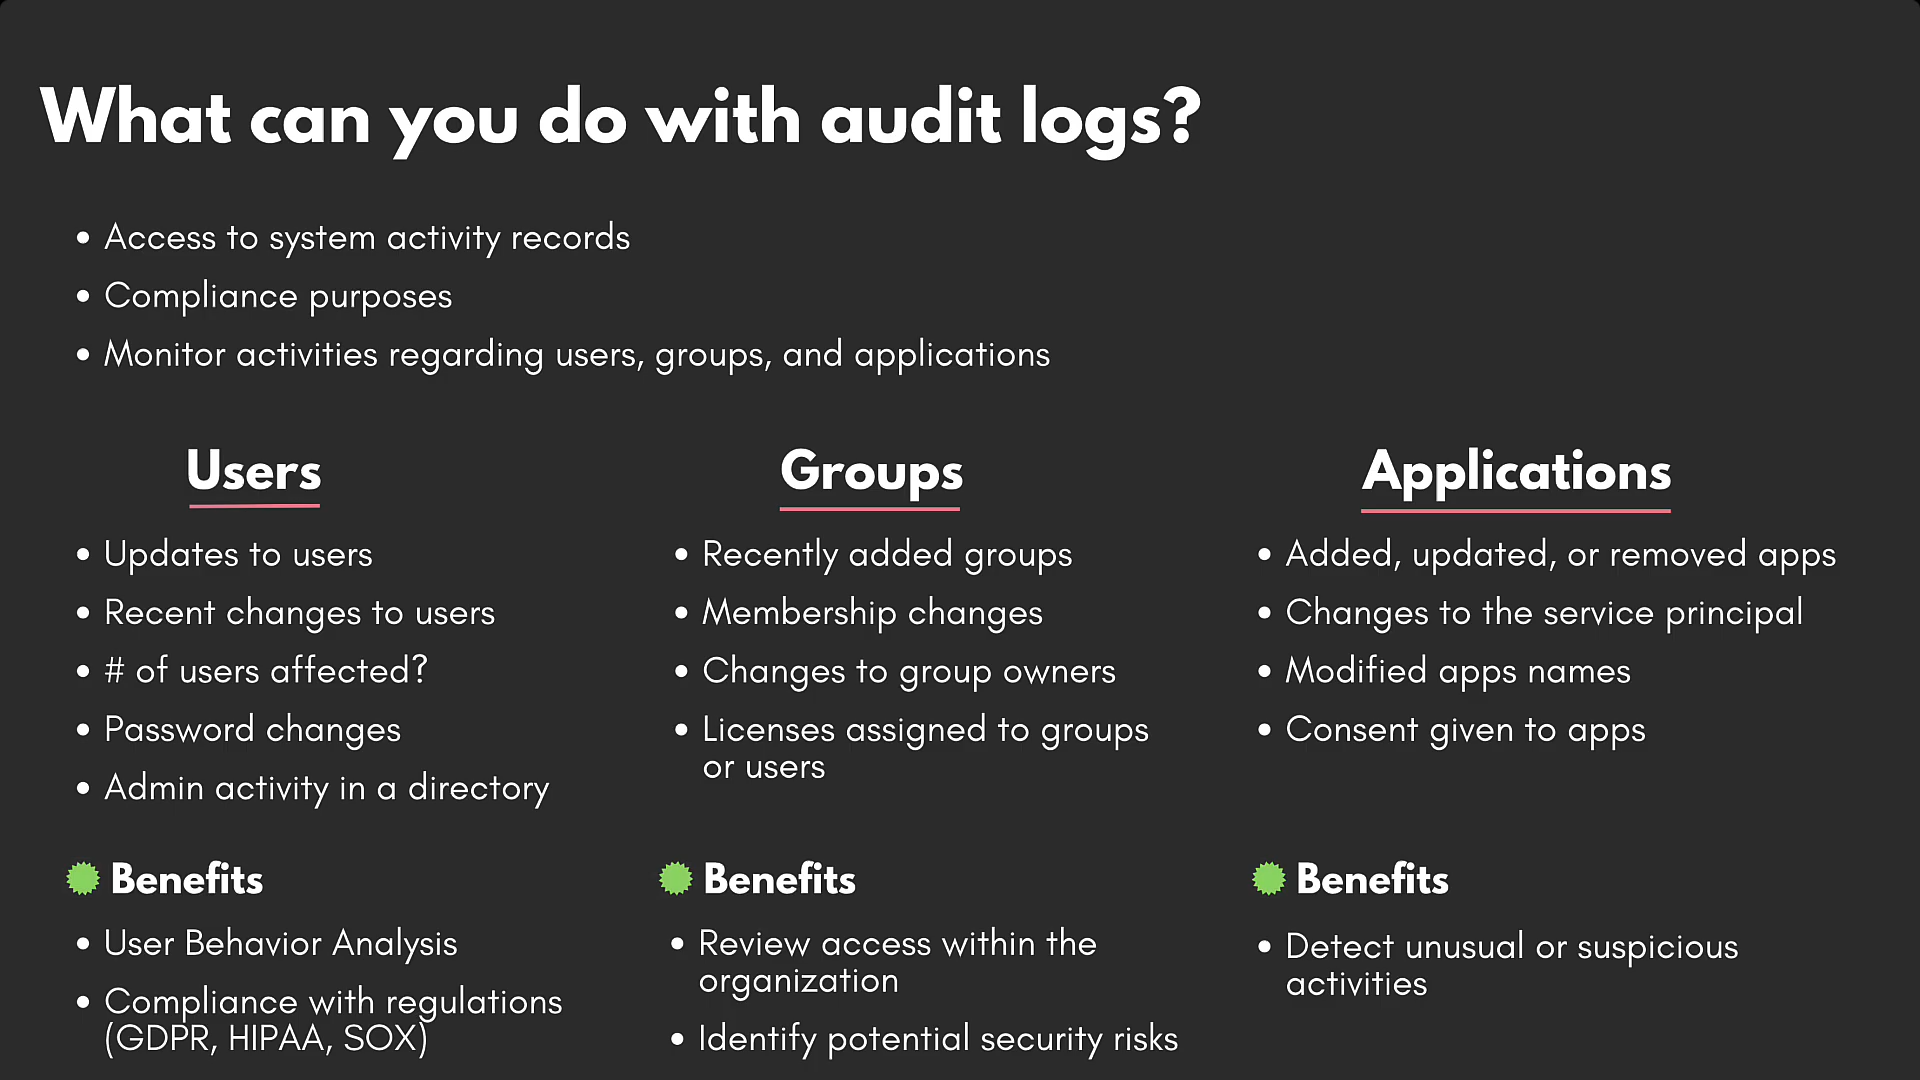 What can you do with audit logs?
• Access to system activity records
• Compliance purposes
• Monitor activities regarding users, groups, and applications
Users
• Updates to users
• Recent changes to users
• # of users affected?
• Password changes
• Admin activity in a directory
Benefits
• User Behavior Analysis
• Compliance with regulations
(GDPR, HIPAA, SOX)
Groups
• Recently added groups
• Membership changes
• Changes to group owners
• Licenses assigned to groups
or users
Benefits
• Review access within the
organization
• Identify potential security risks
Applications
• Added, updated, or removed apps
• Changes to the service principal
• Modified apps names
• Consent given to apps
Benefits
• Detect unusual or suspicious
activities